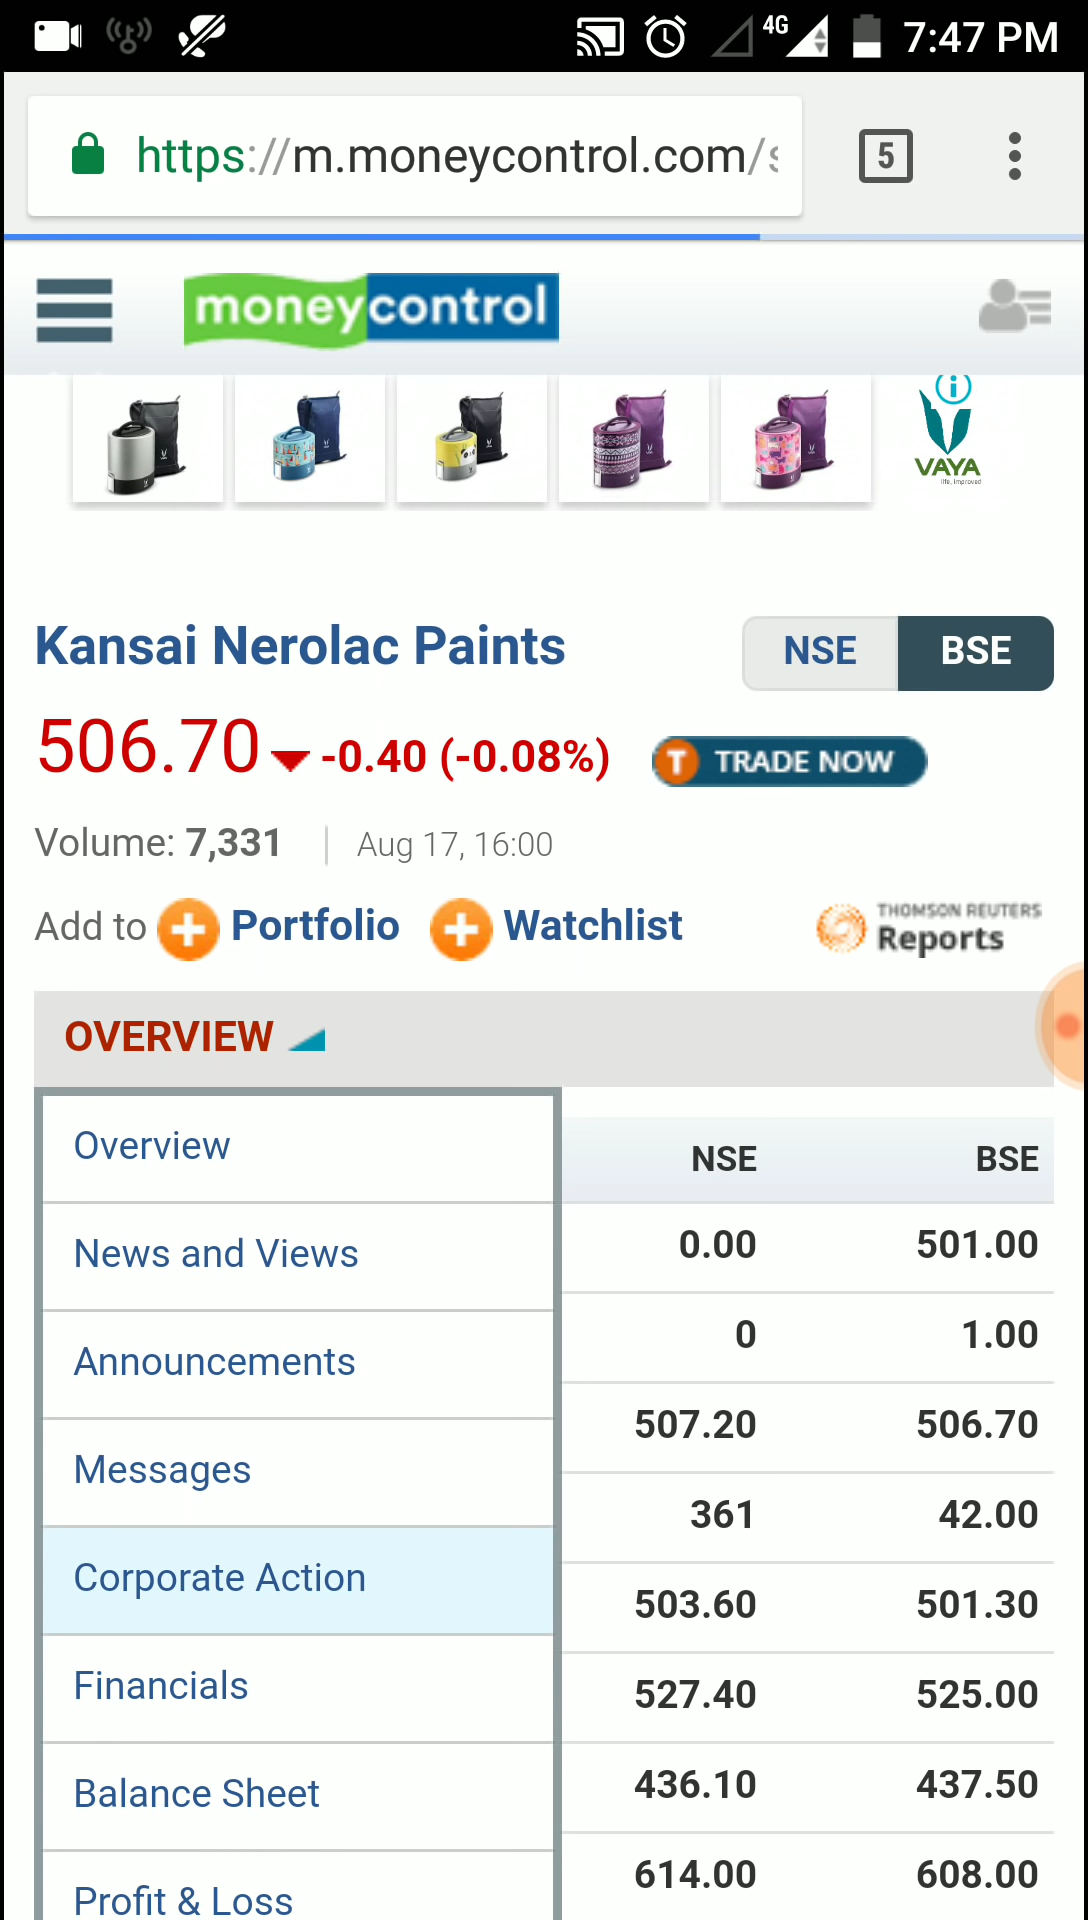 4G 7:47 PM
https://m.moneycontrol.com/s
5
moneycontrol
VAYA
life, improved
Kansai Nerolac Paints
NSE BSE
506.70 -0.40 (-0.08%)
T TRADE NOW
Volume: 7,331 | Aug 17, 16:00
Add to Portfolio Watchlist
THOMSON REUTERS
Reports
OVERVIEW
Overview
NSE BSE
News and Views
0.00 501.00
Announcements
0 1.00
507.20 506.70
Messages
361 42.00
Corporate Action
503.60 501.30
Financials
527.40 525.00
Balance Sheet
436.10 437.50
Profit & Loss
614.00 608.00